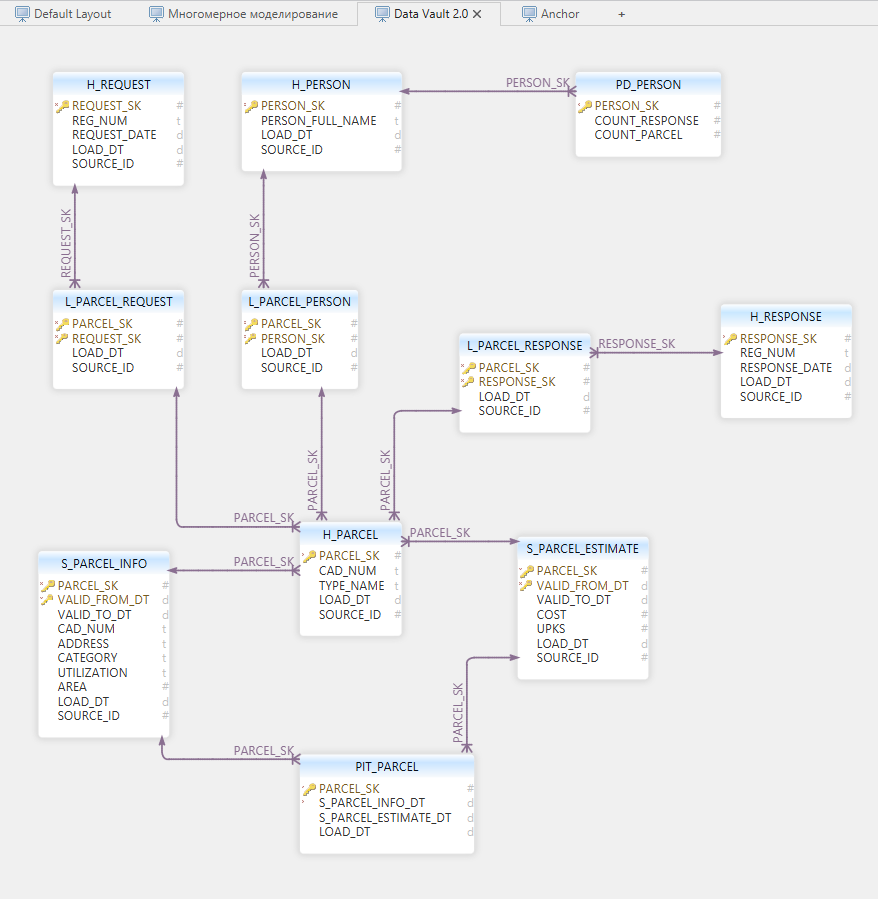 Default Layout
Многомерное моделирование
Data Vault 2.0
Anchor
+
H_REQUEST
REQUEST_SK #
REG_NUM t
REQUEST_DATE d
LOAD_DT d
SOURCE_ID #
H_PERSON
PERSON_SK #
PERSON_FULL_NAME t
LOAD_DT d
SOURCE_ID #
PERSON_SK
PD_PERSON
PERSON_SK #
COUNT_RESPONSE #
COUNT_PARCEL #
REQUEST_SK
PERSON_SK
L_PARCEL_REQUEST
PARCEL_SK #
REQUEST_SK #
LOAD_DT d
SOURCE_ID #
L_PARCEL_PERSON
PARCEL_SK #
PERSON_SK #
LOAD_DT d
SOURCE_ID #
L_PARCEL_RESPONSE
PARCEL_SK #
RESPONSE_SK #
LOAD_DT d
SOURCE_ID #
RESPONSE_SK
H_RESPONSE
RESPONSE_SK #
REG_NUM t
RESPONSE_DATE d
LOAD_DT d
SOURCE_ID #
PARCEL_SK
PARCEL_SK
PARCEL_SK
H_PARCEL
PARCEL_SK #
CAD_NUM t
TYPE_NAME t
LOAD_DT d
SOURCE_ID #
PARCEL_SK
PARCEL_SK
S_PARCEL_INFO
PARCEL_SK #
VALID_FROM_DT d
VALID_TO_DT d
CAD_NUM t
ADDRESS t
CATEGORY t
UTILIZATION t
AREA #
LOAD_DT d
SOURCE_ID #
S_PARCEL_ESTIMATE
PARCEL_SK #
VALID_FROM_DT d
VALID_TO_DT d
COST #
UPKS #
LOAD_DT d
SOURCE_ID #
PARCEL_SK
PARCEL_SK
PIT_PARCEL
PARCEL_SK #
S_PARCEL_INFO_DT d
S_PARCEL_ESTIMATE_DT d
LOAD_DT d